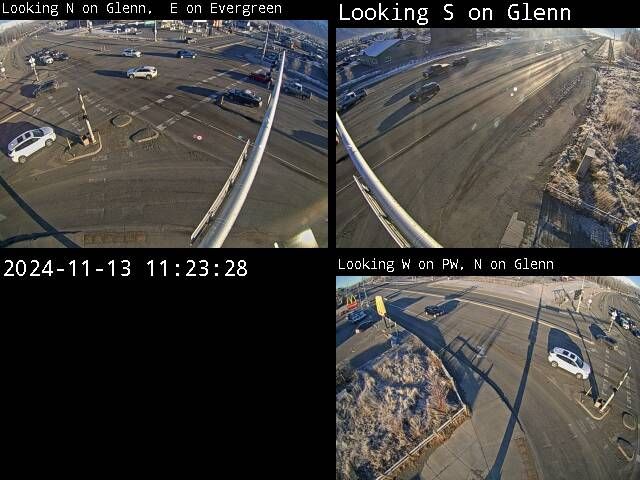 Looking N on Glenn, E on Evergreen
Looking S on Glenn
2024-11-13 11:23:28
Looking W on PW, N on Glenn